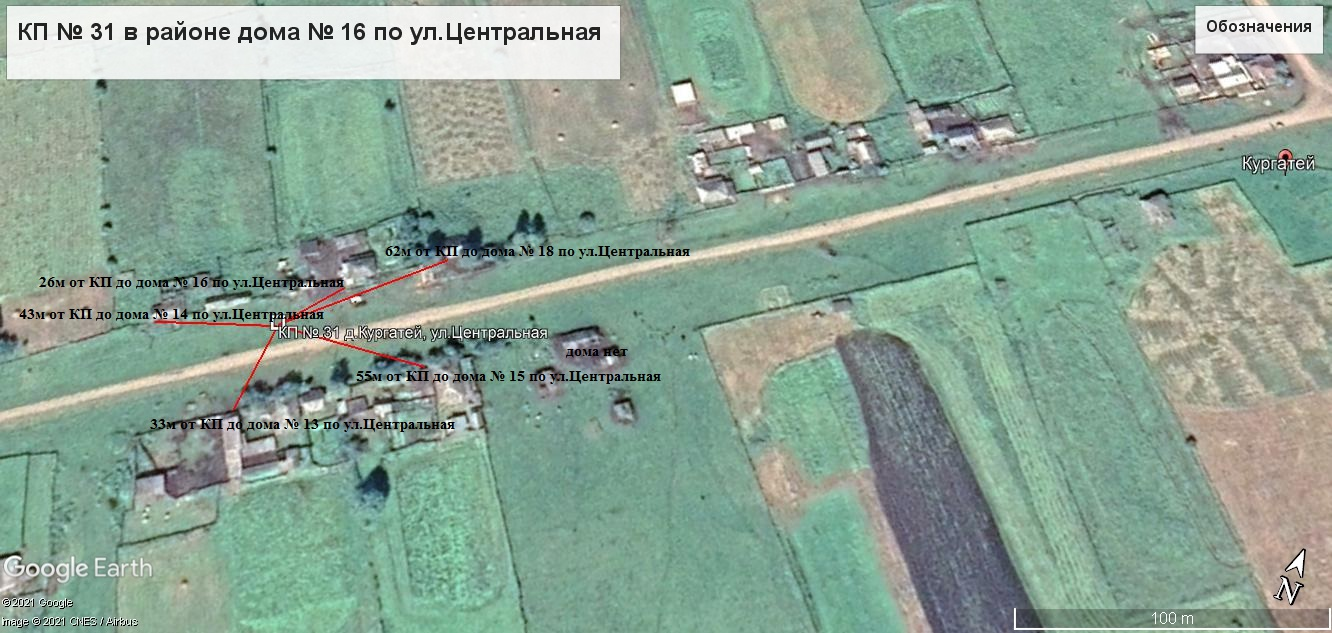 КП № 31 в районе дома № 16 по ул.Центральная
Обозначения
Кургатей
62м от КП до дома № 18 по ул.Центральная
26м от КП до дома № 16 по ул.Центральная
43м от КП до дома № 14 по ул.Центральная
КП № 31 д.Кургатей, ул.Центральная
дома нет
55м от КП до дома № 15 по ул.Центральная
33м от КП до дома № 13 по ул.Центральная
Google Earth
©2021 Google
Image © 2021 CNES / Airbus
N
100 m